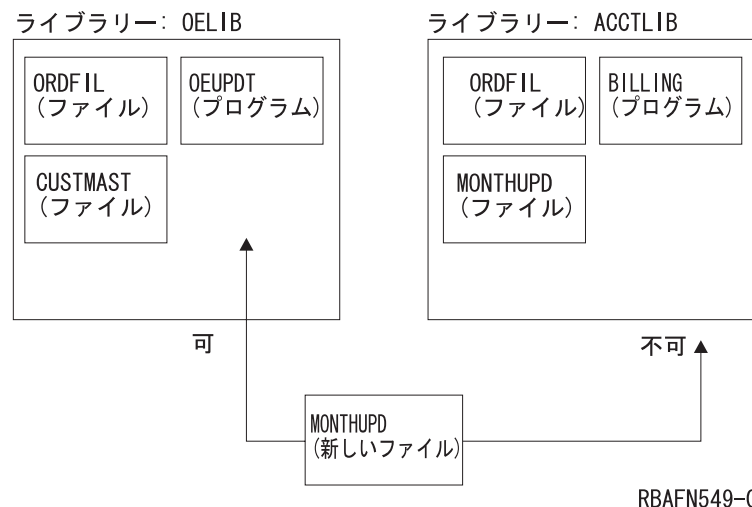 ライブラリー: OELIB
ORDFIL
(ファイル)
OEUPDT
(プログラム)
CUSTMAST
(ファイル)
ライブラリー: ACCTLIB
ORDFIL
(ファイル)
BILLING
(プログラム)
MONTHUPD
(ファイル)
可
不可
MONTHUPD
(新しいファイル)
RBAFN549-0